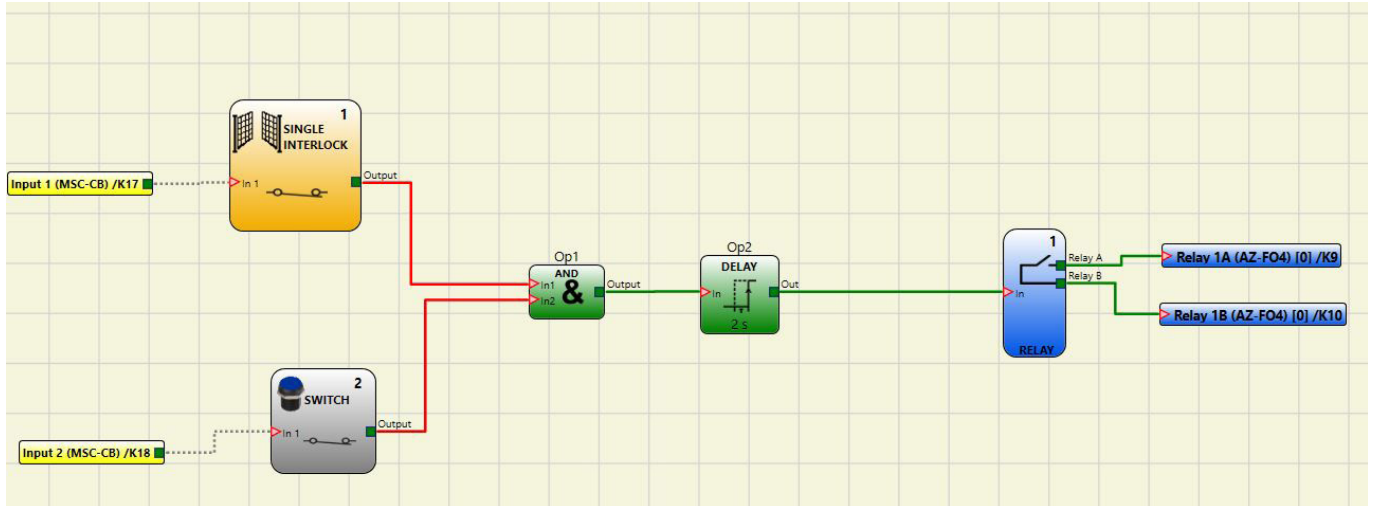 1
SINGLE
INTERLOCK
Input 1 (MSC-CB) /K17
In 1
Output
Op1
AND
&
In1
In2
Output
Op2
DELAY
In
Out
2 s
1
Relay A
Relay B
In
RELAY
Relay 1A (AZ-FO4) [0] /K9
Relay 1B (AZ-FO4) [0] /K10
2
SWITCH
In 1
Output
Input 2 (MSC-CB) /K18